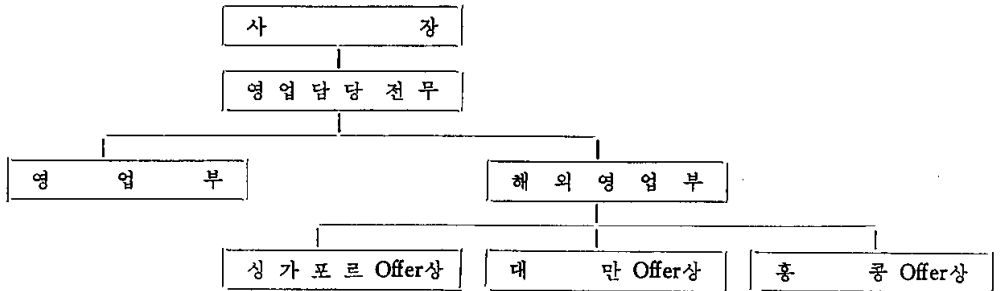 사 장
영업담당 전무
영 업 부
해 외 영 업 부
싱 가 포 르 Offer상
대 만 Offer상
홍 콩 Offer상